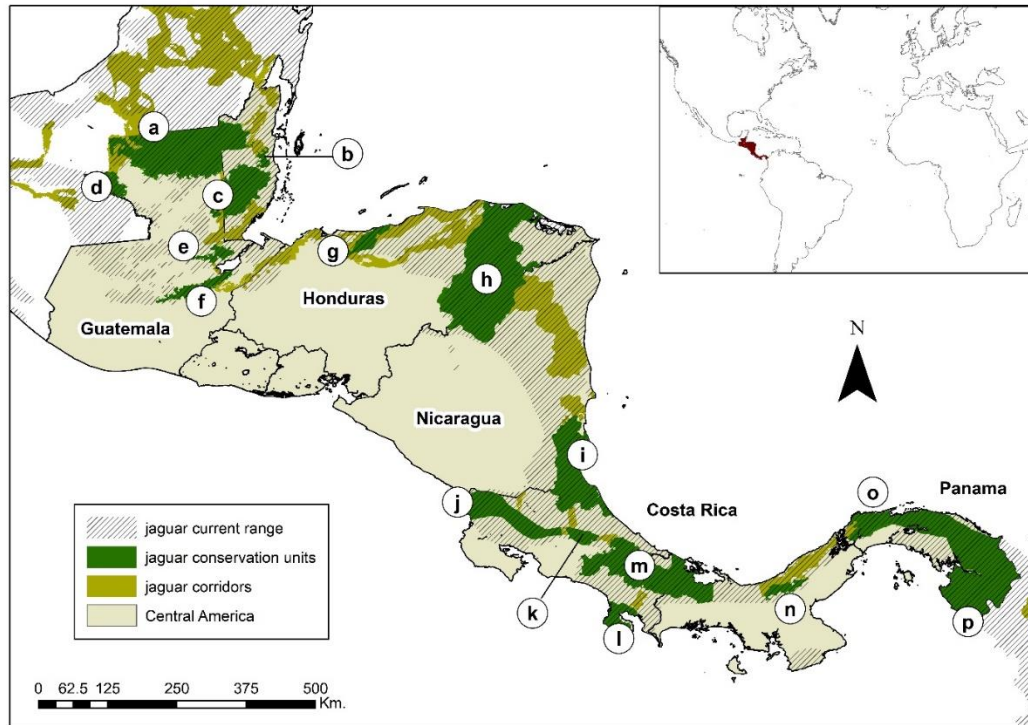 a
b
c
d
e
f
g
h
Honduras
Guatemala
N
Nicaragua
i
j
Costa Rica
Panama
o
m
k
l
n
p
jaguar current range
jaguar conservation units
jaguar corridors
Central America
0 62.5 125 250 375 500
Km.